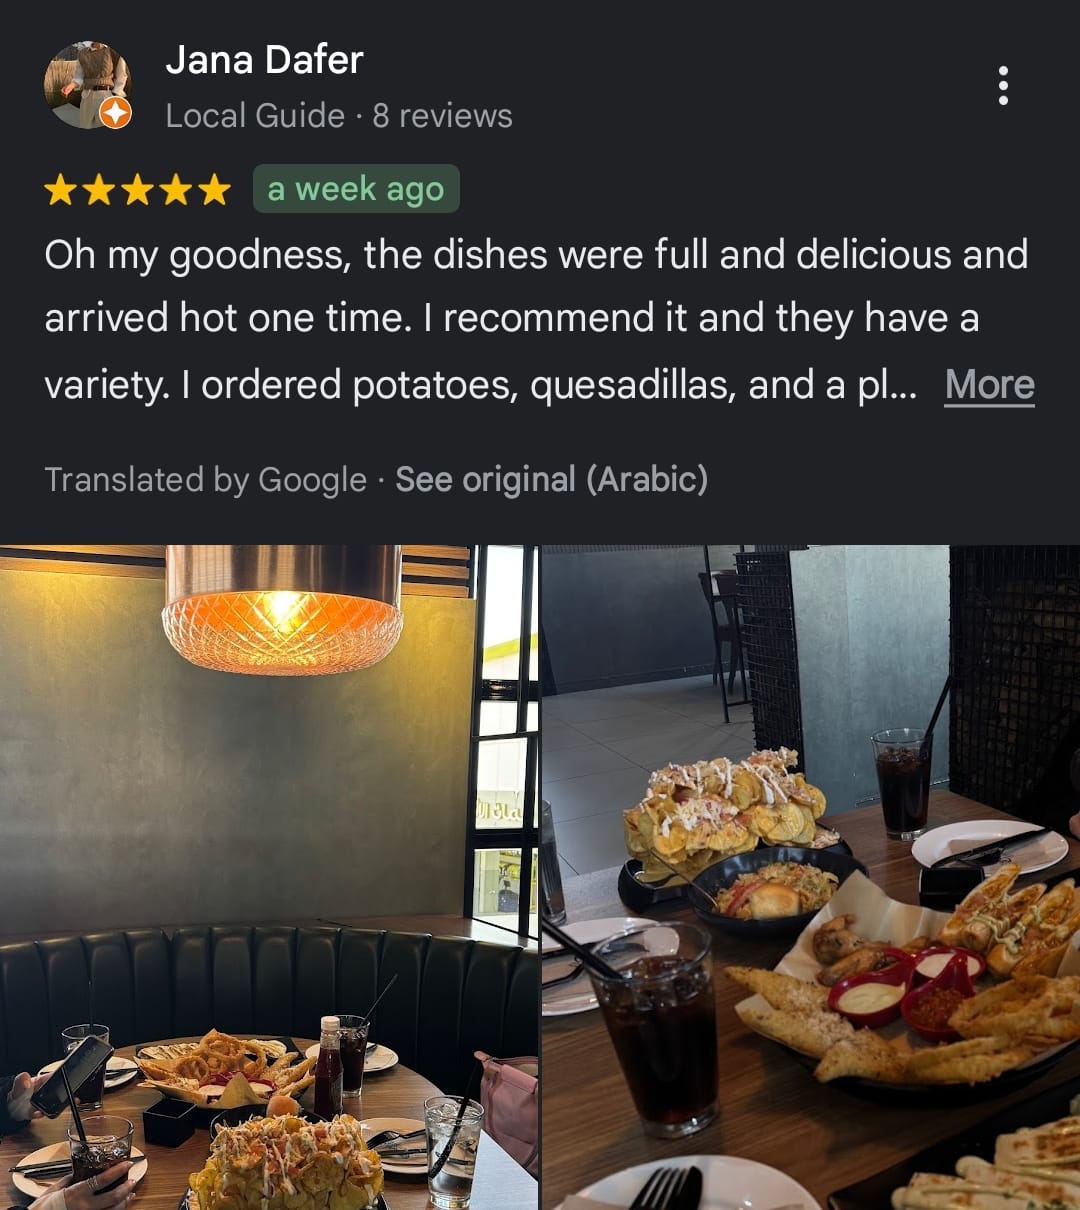 Jana Dafer
Local Guide · 8 reviews
a week ago
Oh my goodness, the dishes were full and delicious and
arrived hot one time. I recommend it and they have a
variety. I ordered potatoes, quesadillas, and a pl... More
Translated by Google · See original (Arabic)